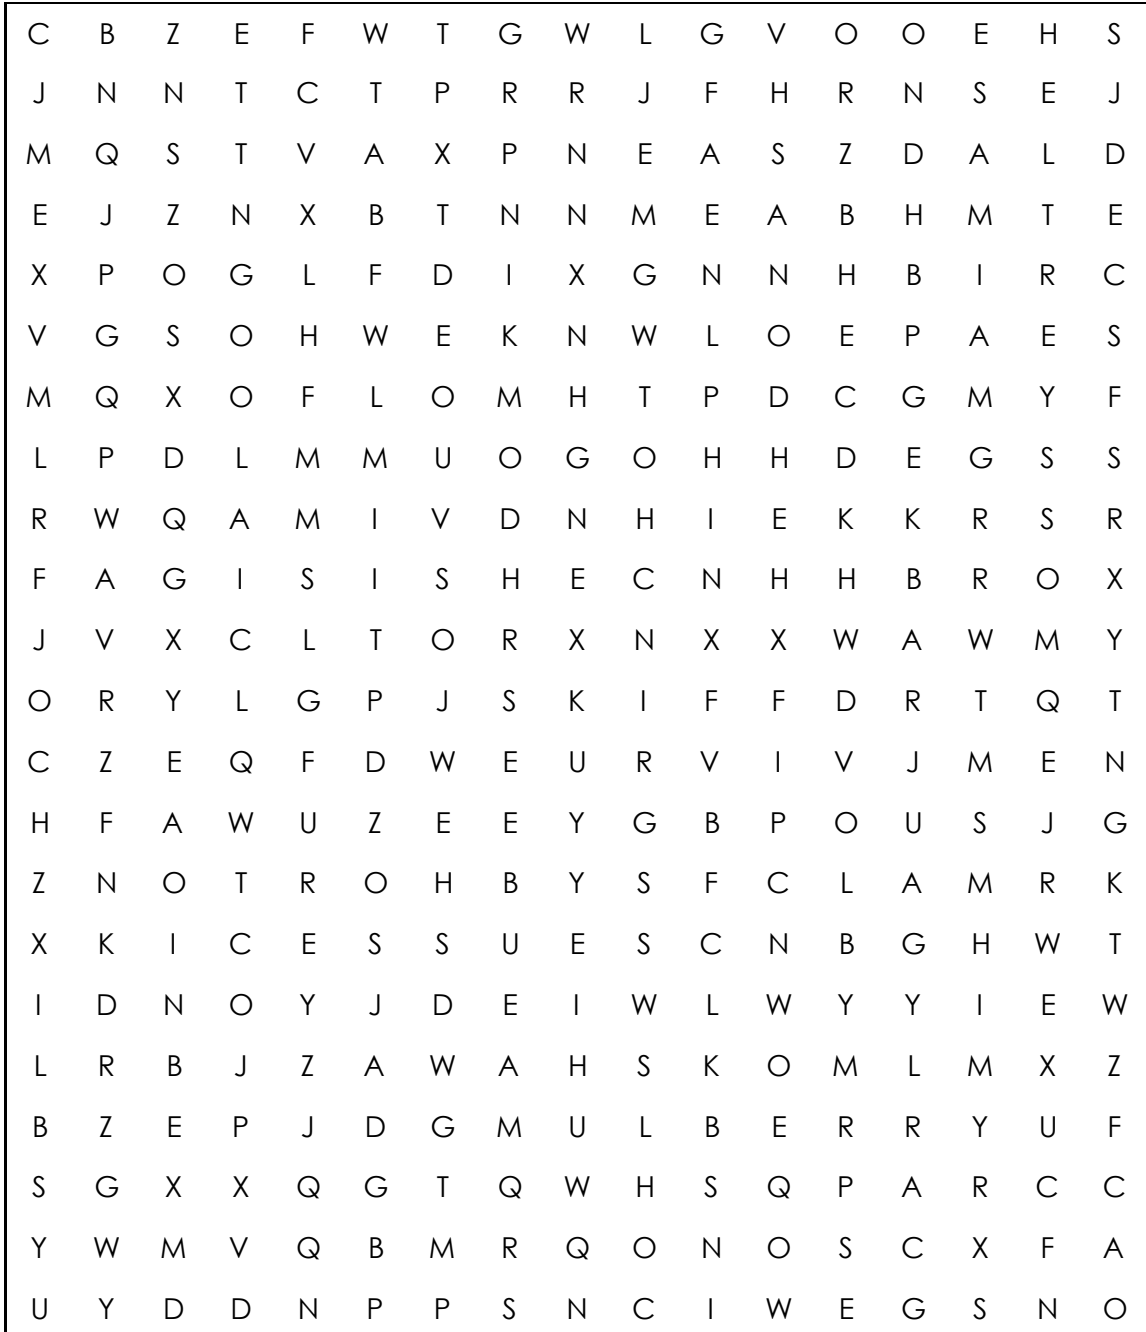 C B Z E F W T G W L G V O O E H S
J N N T C T P R R J F H R N S E J
M Q S T V A X P N E A S Z D A L D
E J Z N X B T N N M E A B H M T E
X P O G L F D I X G N N H B I R C
V G S O H W E K N W L O E P A E S
M Q X O F L O M H T P D C G M Y F
L P D L M M U O G O H H D E G S S
R W Q A M I V D N H I E K K R S R
F A G I S I S H E C N H H B R O X
J V X C L T O R X N X X W A W M Y
O R Y L G P J S K I F F D R T Q T
C Z E Q F D W E U R V I V J M E N
H F A W U Z E E Y G B P O U S J G
Z N O T R O H B Y S F C L A M R K
X K I C E S S U E S C N B G H W T
I D N O Y J D E I W L W Y Y I E W
L R B J Z A W A H S K O M L M X Z
B Z E P J D G M U L B E R R Y U F
S G X X Q G T Q W H S Q P A R C C
Y W M V Q B M R Q O N O S C X F A
U Y D D N P P S N C I W E G S N O